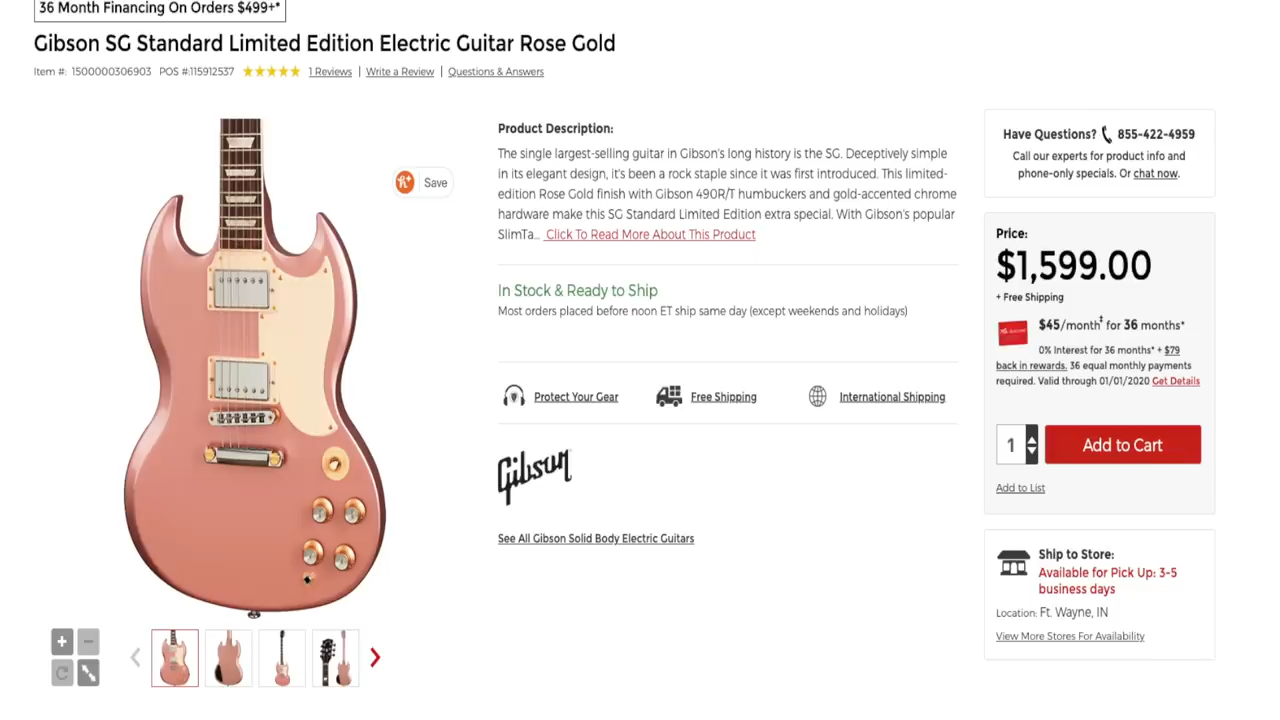 36 Month Financing On Orders $499+*
Gibson SG Standard Limited Edition Electric Guitar Rose Gold
Item #: 1500000306903 POS #:115912537 1 Reviews | Write a Review | Questions & Answers
Save
Product Description:
The single largest-selling guitar in Gibson's long history is the SG. Deceptively simple
in its elegant design, it's been a rock staple since it was first introduced. This limited-
edition Rose Gold finish with Gibson 490R/T humbuckers and gold-accented chrome
hardware make this SG Standard Limited Edition extra special. With Gibson's popular
SlimTa... Click To Read More About This Product
In Stock & Ready to Ship
Most orders placed before noon ET ship same day (except weekends and holidays)
Protect Your Gear
Free Shipping
International Shipping
Gibson
See All Gibson Solid Body Electric Guitars
Have Questions? 855-422-4959
Call our experts for product info and
phone-only specials. Or chat now.
Price:
$1,599.00
+ Free Shipping
$45/month‡ for 36 months*
0% Interest for 36 months* + $79
back in rewards. 36 equal monthly payments
required. Valid through 01/01/2020 Get Details
1
Add to Cart
Add to List
Ship to Store:
Available for Pick Up: 3-5
business days
Location: Ft. Wayne, IN
View More Stores For Availability